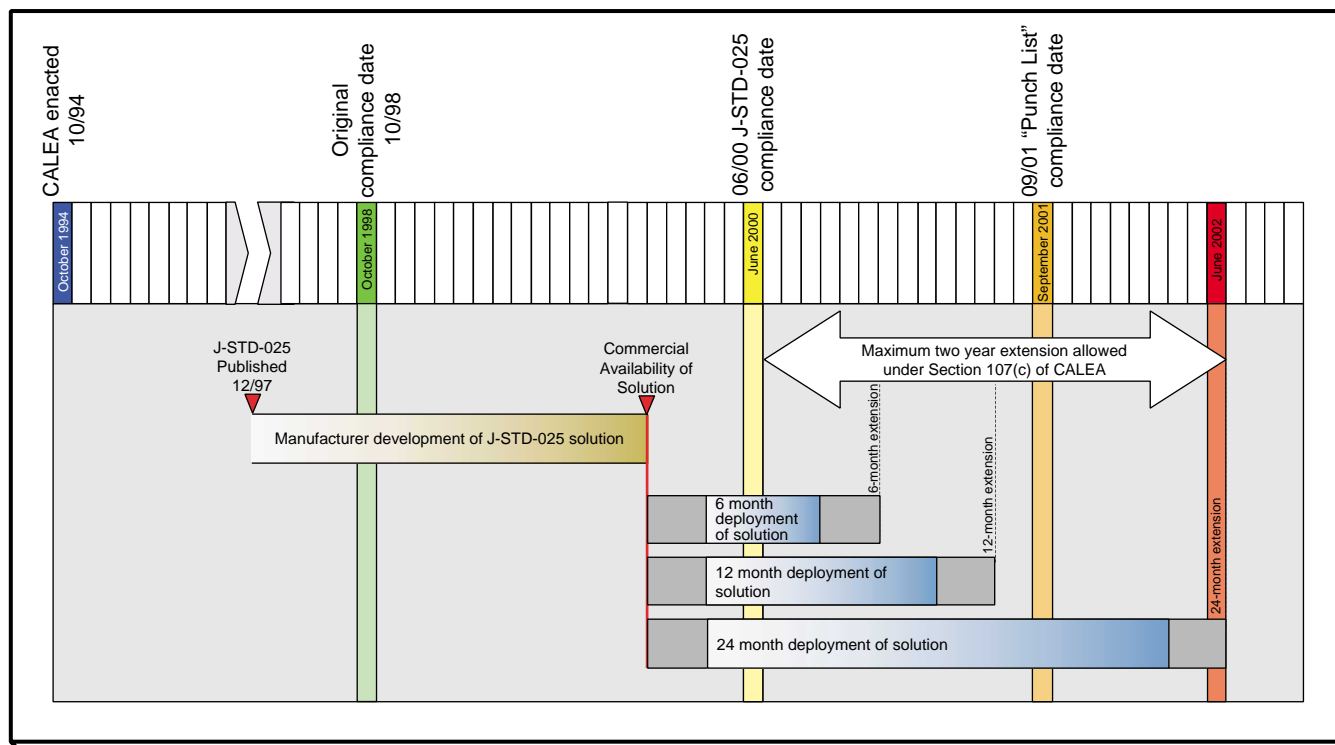 CALEA enacted
10/94
Original
compliance date
10/98
06/00 J-STD-025
compliance date
09/01 “Punch List”
compliance date
October 1994
October 1998
June 2000
September 2001
June 2002
J-STD-025
Published
12/97
Commercial
Availability of
Solution
Maximum two year extension allowed
under Section 107(c) of CALEA
Manufacturer development of J-STD-025 solution
6-month extension
12-month extension
24-month extension
6 month
deployment
of solution
12 month deployment of
solution
24 month deployment of solution